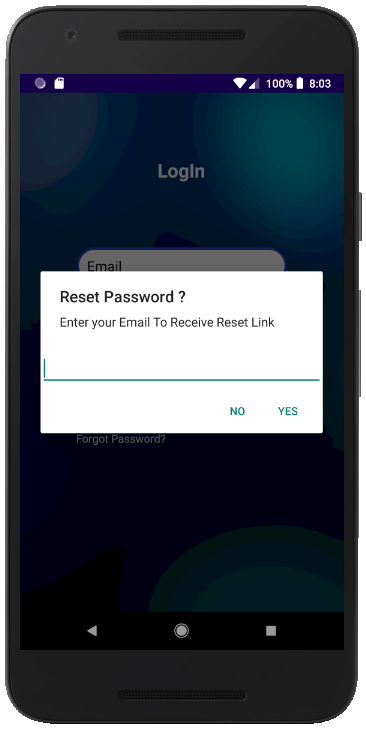 100% 8:03
LogIn
Email
Reset Password ?
Enter your Email To Receive Reset Link
NO YES
Forgot Password?